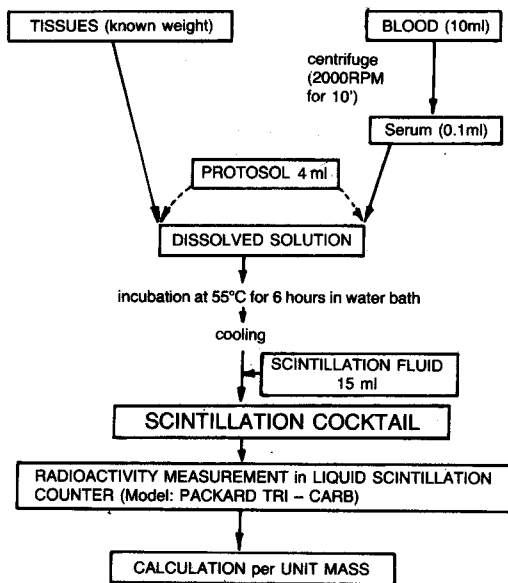 TISSUES (known weight)
BLOOD (10ml)
centrifuge
(2000RPM
for 10')
Serum (0.1ml)
PROTOSOL 4 ml
DISSOLVED SOLUTION
incubation at 55°C for 6 hours in water bath
cooling
SCINTILLATION FLUID
15 ml
SCINTILLATION COCKTAIL
RADIOACTIVITY MEASUREMENT in LIQUID SCINTILLATION
COUNTER (Model: PACKARD TRI – CARB)
CALCULATION per UNIT MASS